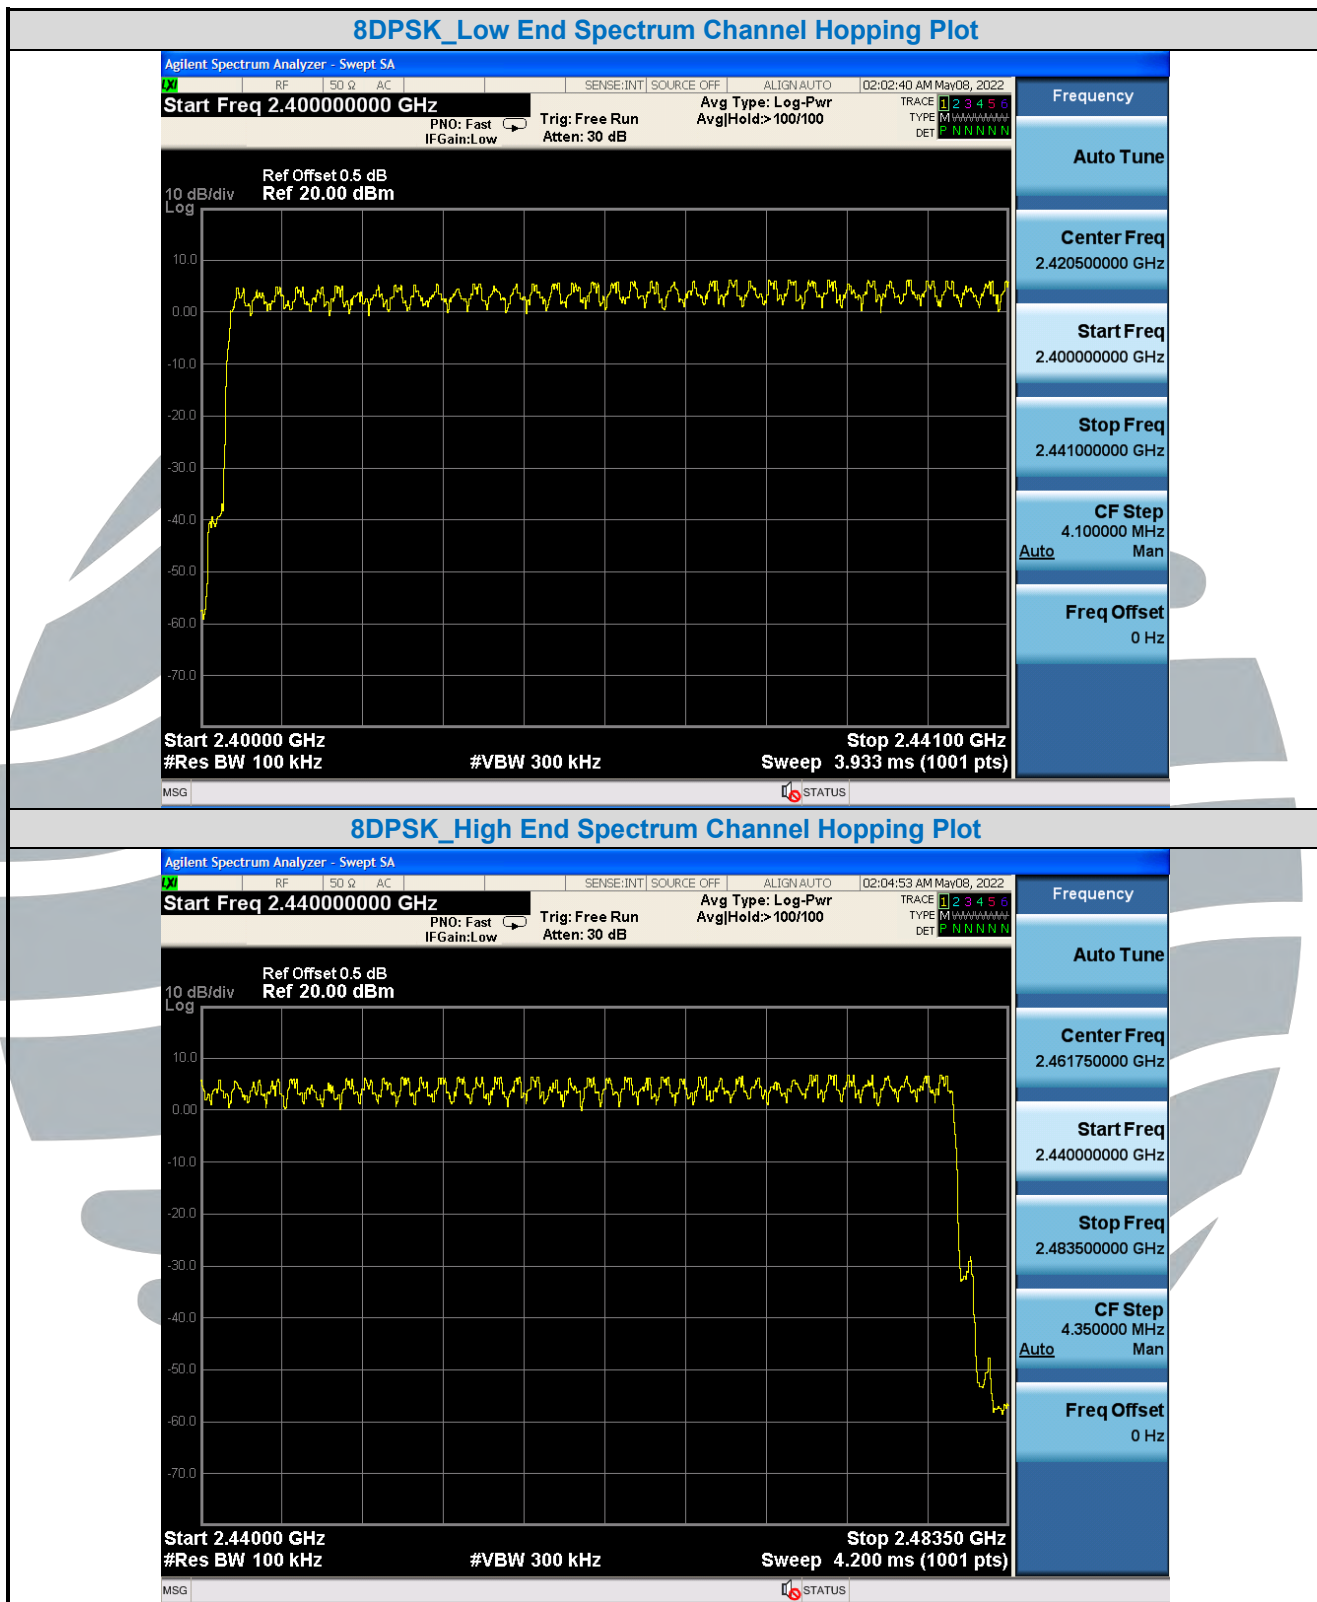 8DPSK_Low End Spectrum Channel Hopping Plot
Agilent Spectrum Analyzer - Swept SA
LXI RF 50 Ω AC SENSE:INT SOURCE OFF ALIGN AUTO 02:02:40 AM May08, 2022
Start Freq 2.400000000 GHz
PNO: Fast
IFGain:Low
Trig: Free Run
Atten: 30 dB
Avg Type: Log-Pwr
Avg|Hold:>100/100
TRACE 1 2 3 4 5 6
TYPE M
DET P N N N N N
Ref Offset 0.5 dB
10 dB/div Ref 20.00 dBm
Log
10.0
0.00
-10.0
-20.0
-30.0
-40.0
-50.0
-60.0
-70.0
Start 2.40000 GHz Stop 2.44100 GHz
#Res BW 100 kHz #VBW 300 kHz Sweep 3.933 ms (1001 pts)
MSG STATUS
Frequency
Auto Tune
Center Freq
2.420500000 GHz
Start Freq
2.400000000 GHz
Stop Freq
2.441000000 GHz
CF Step
4.100000 MHz
Auto Man
Freq Offset
0 Hz
8DPSK_High End Spectrum Channel Hopping Plot
Agilent Spectrum Analyzer - Swept SA
LXI RF 50 Ω AC SENSE:INT SOURCE OFF ALIGN AUTO 02:04:53 AM May08, 2022
Start Freq 2.440000000 GHz
PNO: Fast
IFGain:Low
Trig: Free Run
Atten: 30 dB
Avg Type: Log-Pwr
Avg|Hold:>100/100
TRACE 1 2 3 4 5 6
TYPE M
DET P N N N N N
Ref Offset 0.5 dB
10 dB/div Ref 20.00 dBm
Log
10.0
0.00
-10.0
-20.0
-30.0
-40.0
-50.0
-60.0
-70.0
Start 2.44000 GHz Stop 2.48350 GHz
#Res BW 100 kHz #VBW 300 kHz Sweep 4.200 ms (1001 pts)
MSG STATUS
Frequency
Auto Tune
Center Freq
2.461750000 GHz
Start Freq
2.440000000 GHz
Stop Freq
2.483500000 GHz
CF Step
4.350000 MHz
Auto Man
Freq Offset
0 Hz